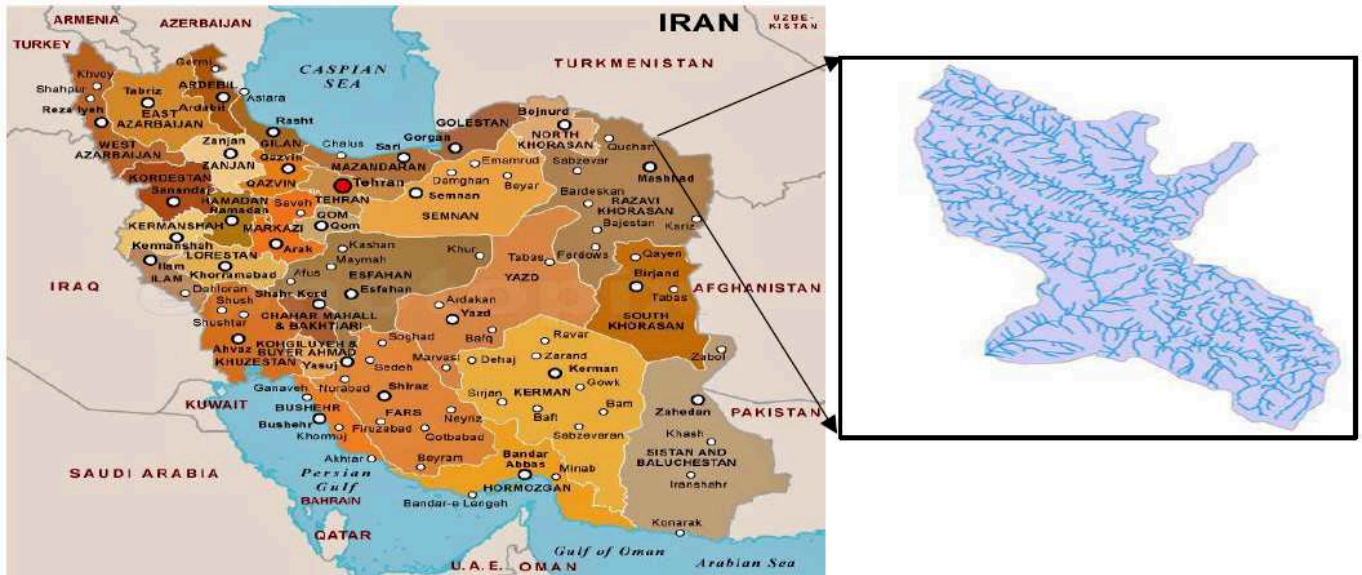 IRAN
ARMENIA
AZERBAIJAN
UZBE-
KISTAN
TURKEY
CASPIAN
SEA
TURKMENISTAN
Germi
Khvoy
Shahpur
Reza Iyeh
Tabriz
EAST
AZARBAIJAN
ARDEBIL
Ardabil
Astara
WEST
AZARBAIJAN
Rasht
GILAN
Zanjan
ZANJAN
Qazvin
QAZVIN
Chalus
Sari
MAZANDARAN
Gorgan
GOLESTAN
Bojnurd
NORTH
KHORASAN
Quchan
Sabzevar
Mashhad
Emamrud
Damghan
Beyar
Semnan
SEMNAN
Bardeskan
RAZAVI
KHORASAN
Bajestan
Kariz
Ferdows
KORDESTAN
Sanandaj
HAMADAN
Hamadan
Saveh
Tehran
TEHRAN
QOM
Qom
MARKAZI
Arak
KERMANSHAH
Kermanshah
LORESTAN
Khorramabad
Ilam
ILAM
Kashan
Maymah
Khur
ESFAHAN
Esfahan
Afus
Tabas
YAZD
Qayen
Birjand
Tabas
SOUTH
KHORASAN
AFGHANISTAN
IRAQ
Dahloran
Shush
Shushtar
Shahr Kord
CHAHAR MAHALL
& BAKHTIARI
Ardakan
Yazd
Bafq
Ravar
Zabol
Ahvaz
KHUZESTAN
KOHGILUYEH &
BUYER AHMAD
Yasuj
Soghad
Sedeh
Marvast
Dehaj
Zarand
Kerman
Gowk
KERMAN
Sirjan
Baft
Bam
Sabzevaran
Ganaveh
Nurabad
Shiraz
FARS
Neyriz
KUWAIT
BUSHEHR
Bushehr
Firuzabad
Qotbabad
Khormuj
Zahedan
PAKISTAN
Khash
SISTAN AND
BALUCHESTAN
Iranshahr
SAUDI ARABIA
Akhtar
Beyram
Bandar
Abbas
Minab
HORMOZGAN
Bandar-e Langeh
Persian
Gulf
BAHRAIN
QATAR
Konarak
Gulf of Oman
U.A.E.
OMAN
Arabian Sea